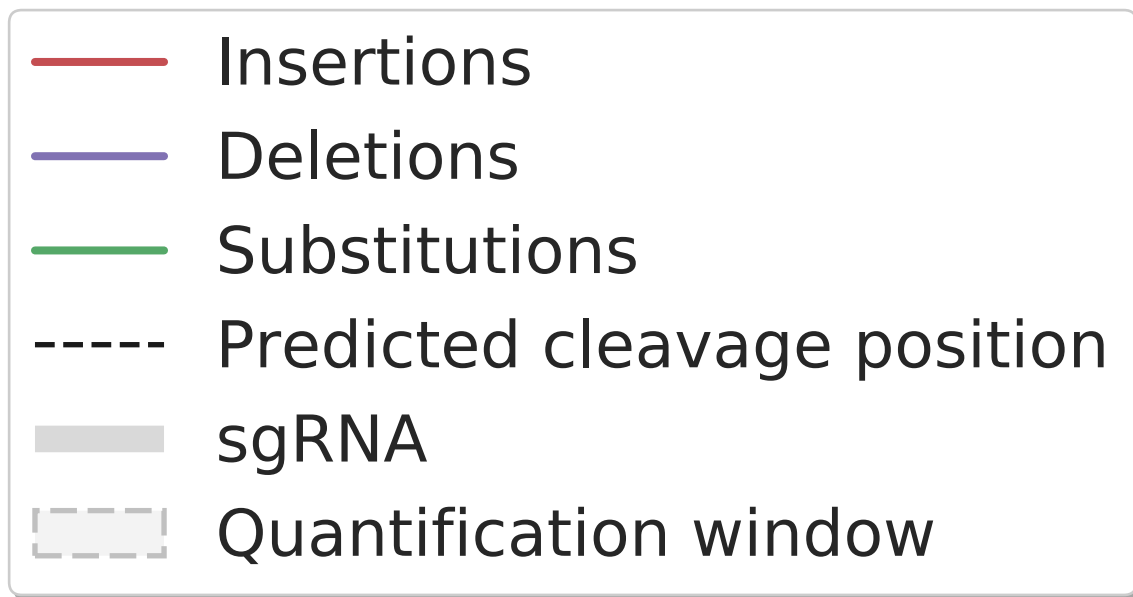 Insertions
Deletions
Substitutions
Predicted cleavage position
sgRNA
Quantification window